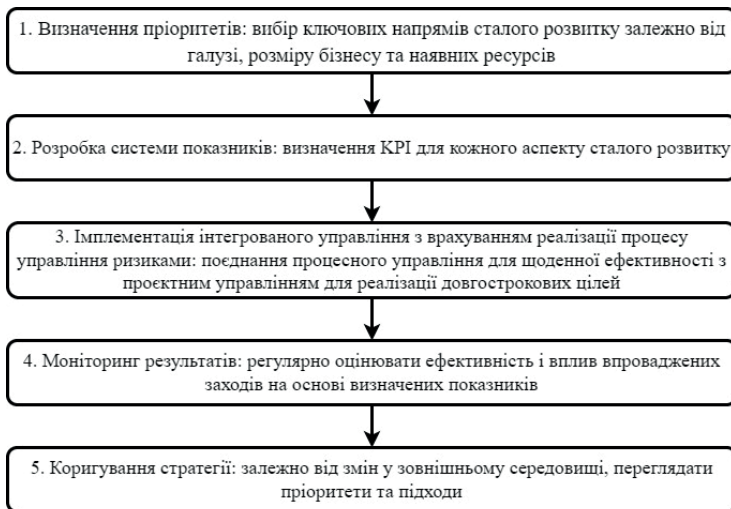 1. Визначення пріоритетів: вибір ключових напрямів сталого розвитку залежно від
галузі, розміру бізнесу та наявних ресурсів
2. Розробка системи показників: визначення KPI для кожного аспекту сталого розвитку
3. Імплементація інтегрованого управління з врахуванням реалізації процесу
управління ризиками: поєднання процесного управління для щоденної ефективності з
проєктним управлінням для реалізації довгострокових цілей
4. Моніторинг результатів: регулярно оцінювати ефективність і вплив впроваджених
заходів на основі визначених показників
5. Коригування стратегії: залежно від змін у зовнішньому середовищі, переглядати
пріоритети та підходи